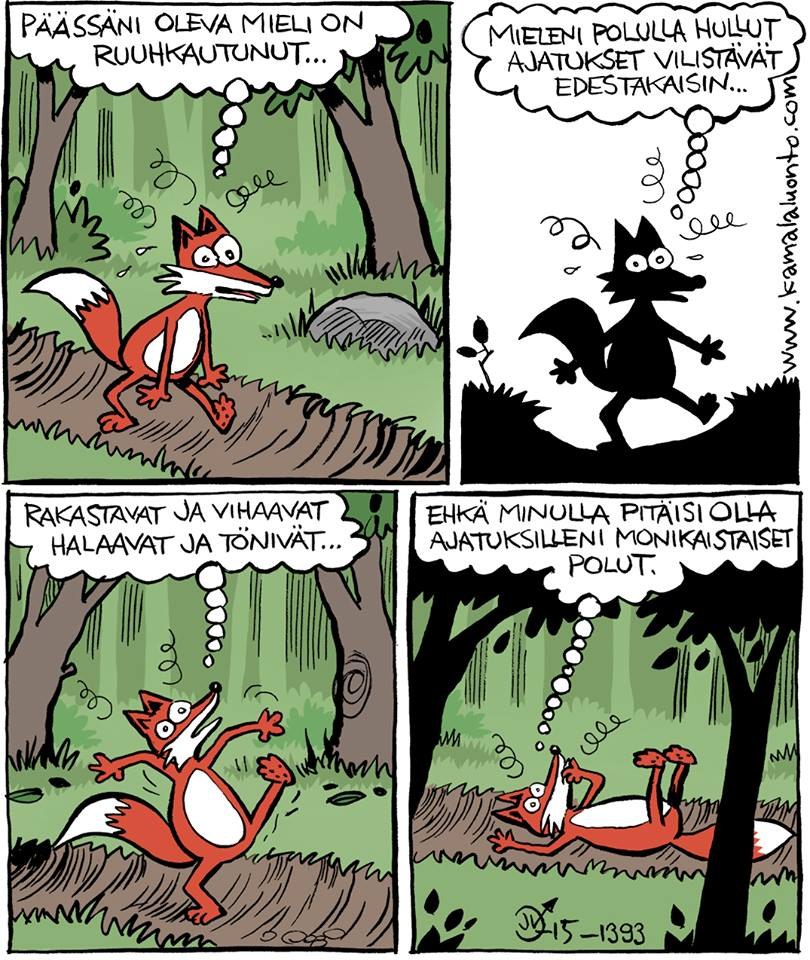 PÄÄSSÄNI OLEVA MIELI ON
RUUHKAUTUNUT...
MIELENI POLULLA HULLUT
AJATUKSET VILISTÄVÄT
EDESTAKAISIN...
www.kamalaluonto.com
RAKASTAVAT JA VIHAAVAT
HALAAVAT JA TÖNIVÄT...
EHKÄ MINULLA PITÄISI OLLA
AJATUKSILLENI MONIKAISTAISET
POLUT.
JV-15-1393